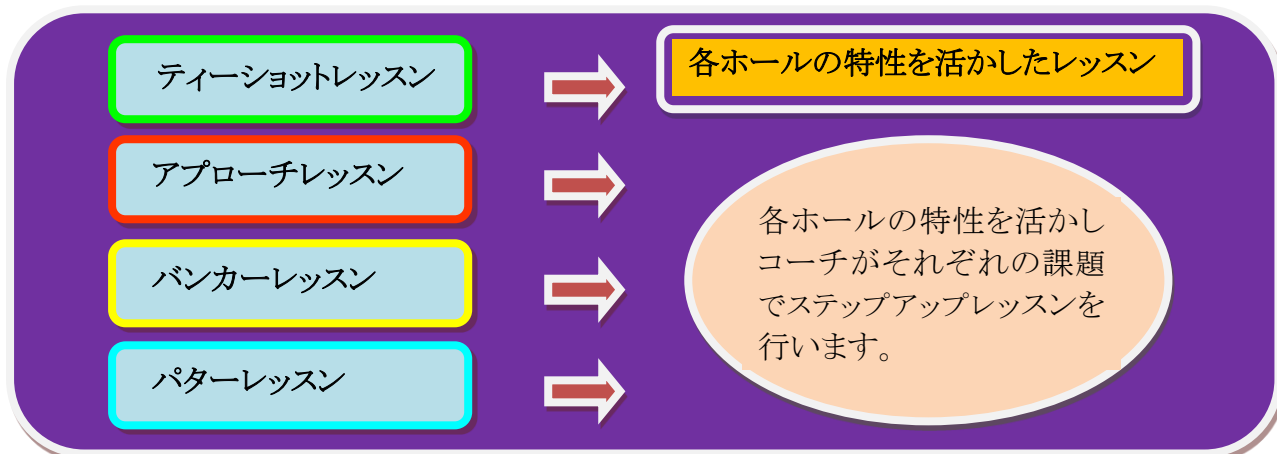 ティーショットレッスン
アプローチレッスン
バンカーレッスン
パターレッスン
各ホールの特性を活かしたレッスン
各ホールの特性を活かし
コーチがそれぞれの課題
でステップアップレッスンを
行います。